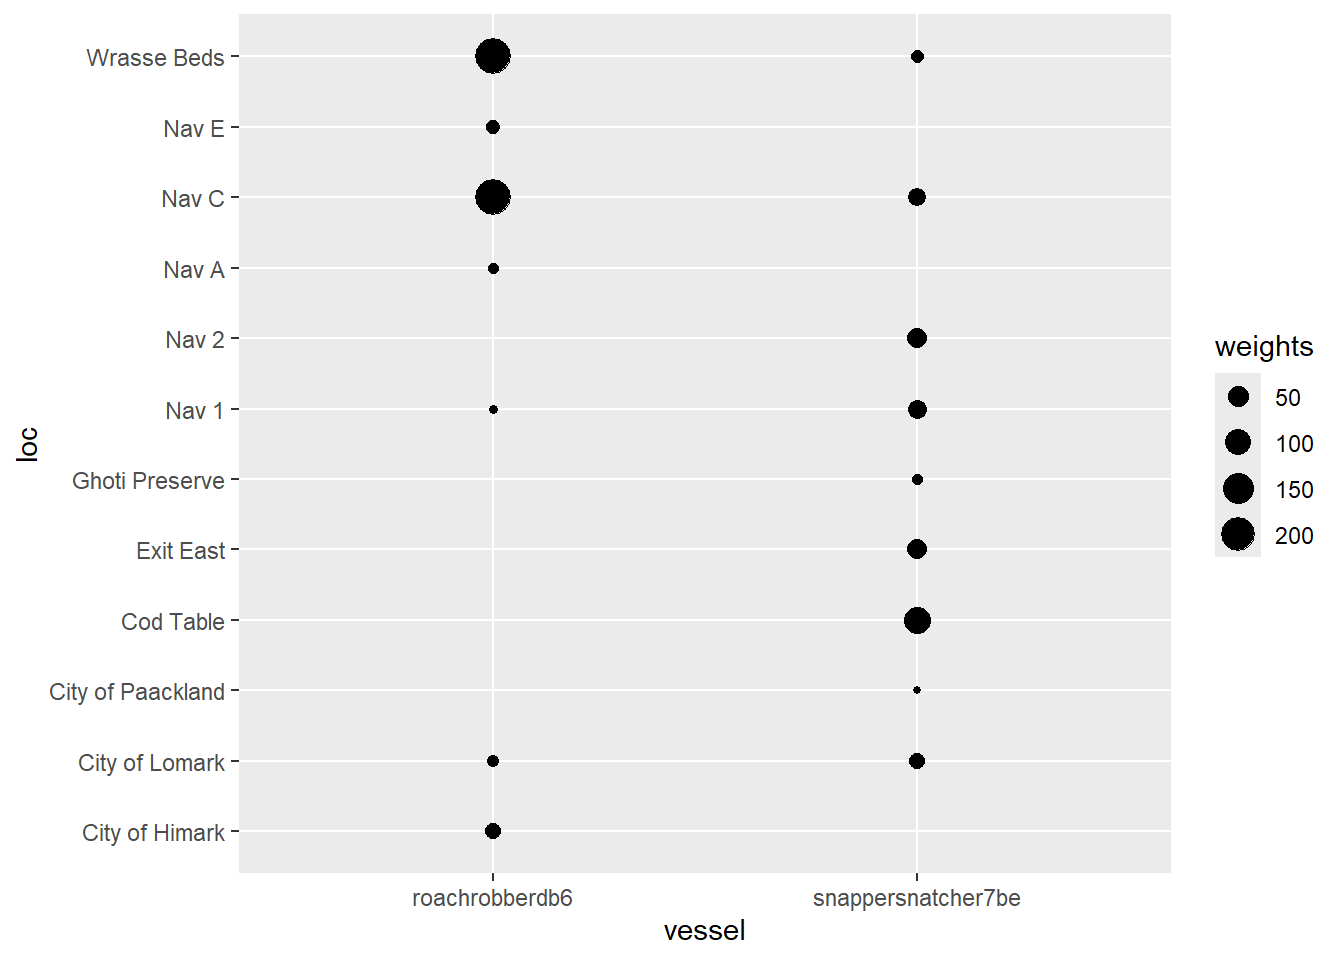 Wrasse Beds
Nav E
Nav C
Nav A
Nav 2
Nav 1
Ghoti Preserve
Exit East
Cod Table
City of Paackland
City of Lomark
City of Himark
loc
roachrobberdb6 snappersnatcher7be
vessel
weights
50
100
150
200